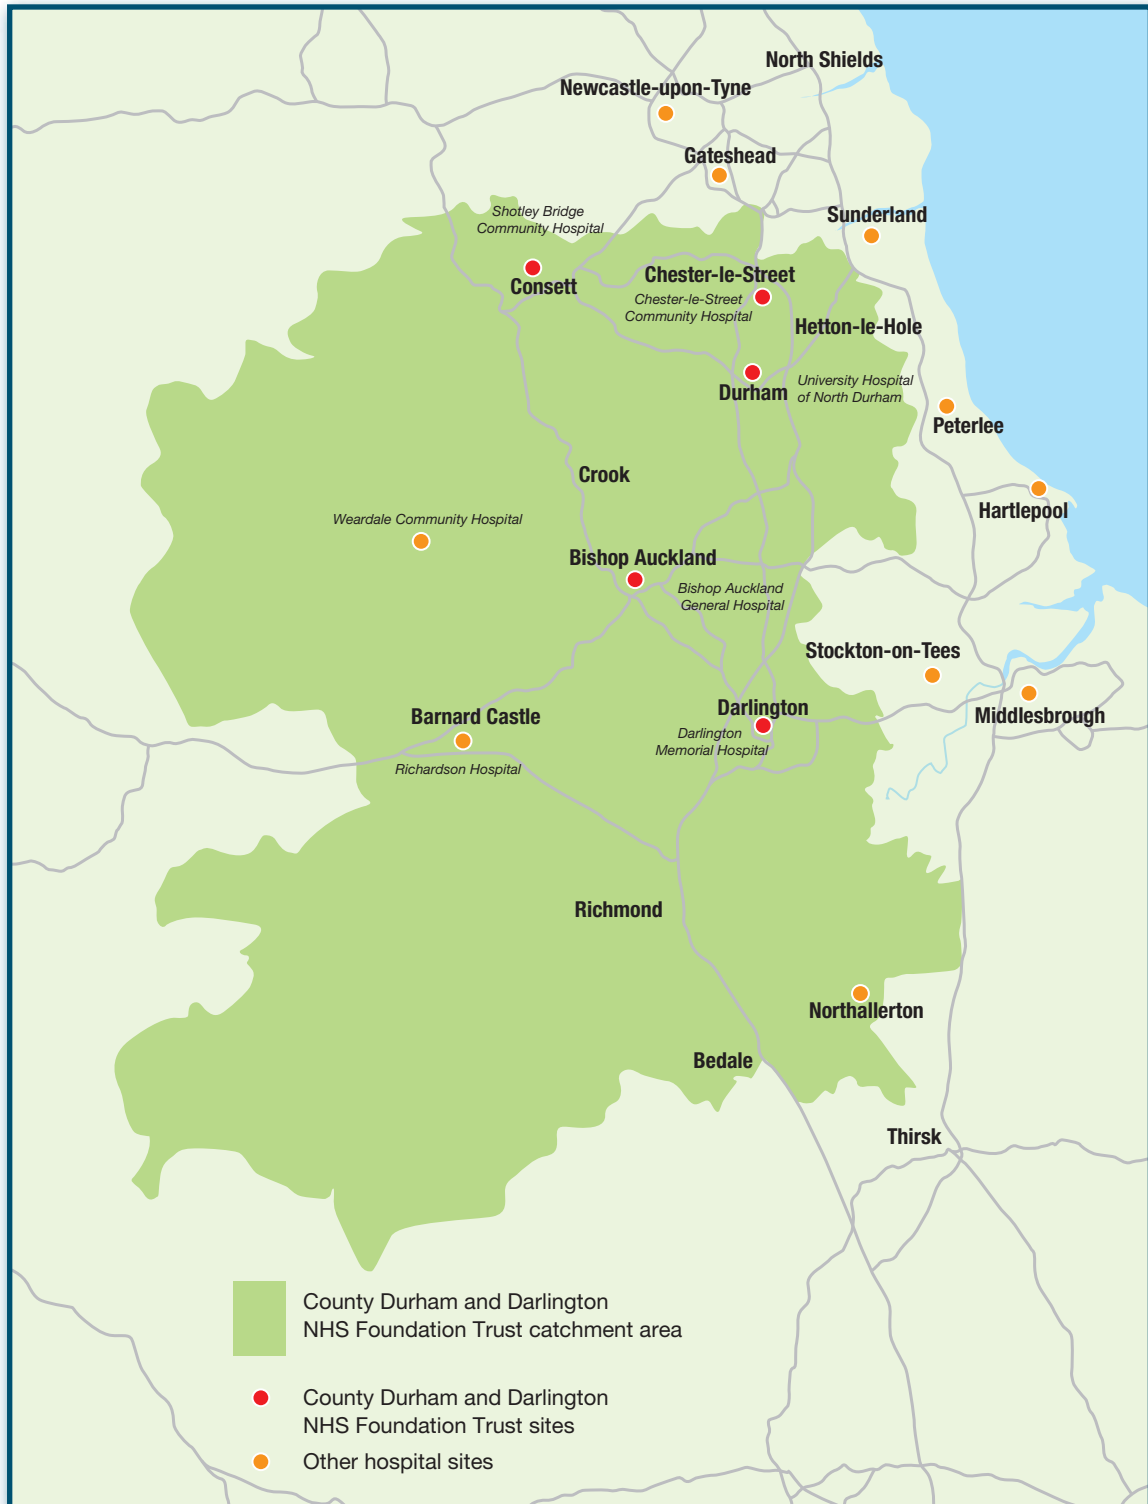 North Shields
Newcastle-upon-Tyne
Gateshead
Shotley Bridge
Community Hospital
Sunderland
Consett
Chester-le-Street
Chester-le-Street
Community Hospital
Hetton-le-Hole
Durham
University Hospital
of North Durham
Peterlee
Crook
Hartlepool
Weardale Community Hospital
Bishop Auckland
Bishop Auckland
General Hospital
Stockton-on-Tees
Barnard Castle
Darlington
Middlesbrough
Darlington
Memorial Hospital
Richardson Hospital
Richmond
Northallerton
Bedale
Thirsk
County Durham and Darlington
NHS Foundation Trust catchment area
County Durham and Darlington
NHS Foundation Trust sites
Other hospital sites